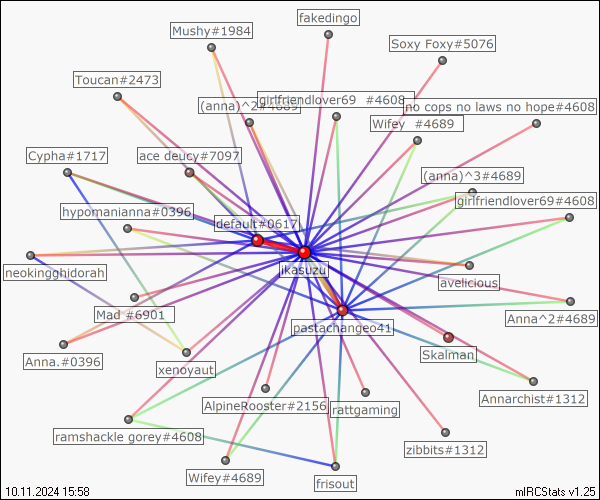 fakedingo
Mushy#1984
Soxy Foxy#5076
Toucan#2473
girlfriendlover69 #4608
(anna)^2#4689
no cops no laws no hope#4608
Wifey #4689
Cypha#1717
ace deucy#7097
(anna)^3#4689
girlfriendlover69#4608
hypomanianna#0396
default#0617
ikasuzu
neokingghidorah
avelicious
Mad #6901
Anna^2#4689
pastachangeo41
Anna.#0396
xenoyaut
Skalman
AlpineRooster#2156
rattgaming
Annarchist#1312
ramshackle gorey#4608
zibbits#1312
Wifey#4689
frisout
10.11.2024 15:58
mIRCStats v1.25